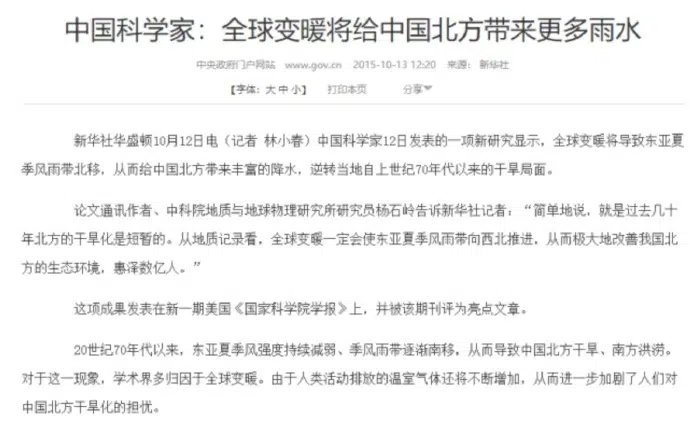 中国科学家：全球变暖将给中国北方带来更多雨水
中央政府门户网站 www.gov.cn 2015-10-13 12:20 来源： 新华社
【字体：大 中 小】 打印本页 分享
新华社华盛顿10月12日电（记者 林小春）中国科学家12日发表的一项新研究显示，全球变暖将导致东亚夏
季风雨带北移，从而给中国北方带来丰富的降水，逆转当地自上世纪70年代以来的干旱局面。
论文通讯作者、中科院地质与地球物理研究所研究员杨石岭告诉新华社记者：“简单地说，就是过去几十
年北方的干旱化是短暂的。从地质记录看，全球变暖一定会使东亚夏季风雨带向西北推进，从而极大地改善我国北
方的生态环境，惠泽数亿人。”
这项成果发表在新一期美国《国家科学院学报》上，并被该期刊评为亮点文章。
20世纪70年代以来，东亚夏季风强度持续减弱、季风雨带逐渐南移，从而导致中国北方干旱、南方洪涝。
对于这一现象，学术界多归因于全球变暖。由于人类活动排放的温室气体还将不断增加，从而进一步加剧了人们对
中国北方干旱化的担忧。